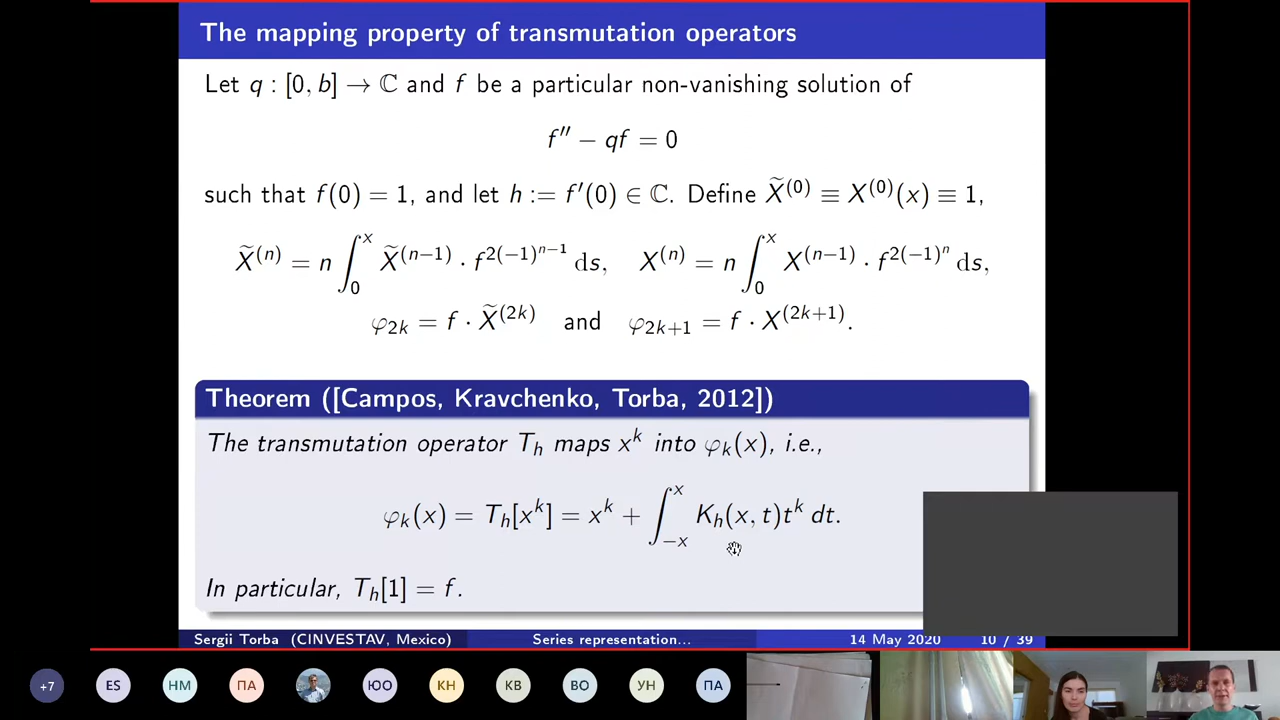 The mapping property of transmutation operators
Let q : [0, b] → ℂ and f be a particular non-vanishing solution of
f″ − qf = 0
such that f(0) = 1, and let h := f′(0) ∈ ℂ. Define X̃⁽⁰⁾ ≡ X⁽⁰⁾(x) ≡ 1,
X̃^(n) = n ∫_0^x X̃^(n−1) · f^{2(−1)^{n−1}} ds, X^(n) = n ∫_0^x X^(n−1) · f^{2(−1)^n} ds,
φ_{2k} = f · X̃^(2k) and φ_{2k+1} = f · X^(2k+1).
Theorem ([Campos, Kravchenko, Torba, 2012])
The transmutation operator T_h maps x^k into φ_k(x), i.e.,
φ_k(x) = T_h[x^k] = x^k + ∫_{−x}^x K_h(x, t)t^k dt.
In particular, T_h[1] = f.
Sergii Torba (CINVESTAV, Mexico) Series representation... 14 May 2020 10 / 39
+7 ES НМ ПА ЮО КН КВ ВО УН ПА